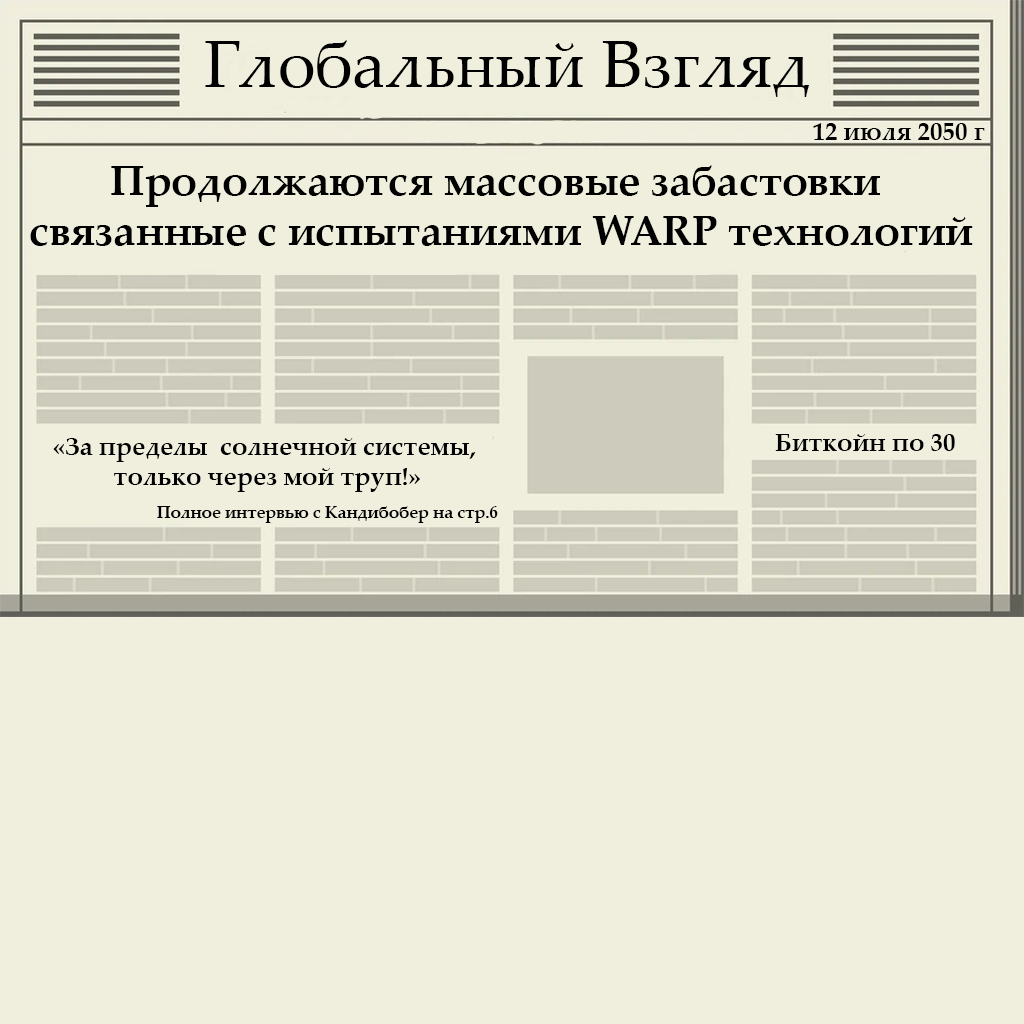 Глобальный Взгляд
12 июля 2050 г
Продолжаются массовые забастовки
связанные с испытаниями WARP технологий
«За пределы солнечной системы,
только через мой труп!»
Полное интервью с Кандибобер на стр.6
Биткойн по 30